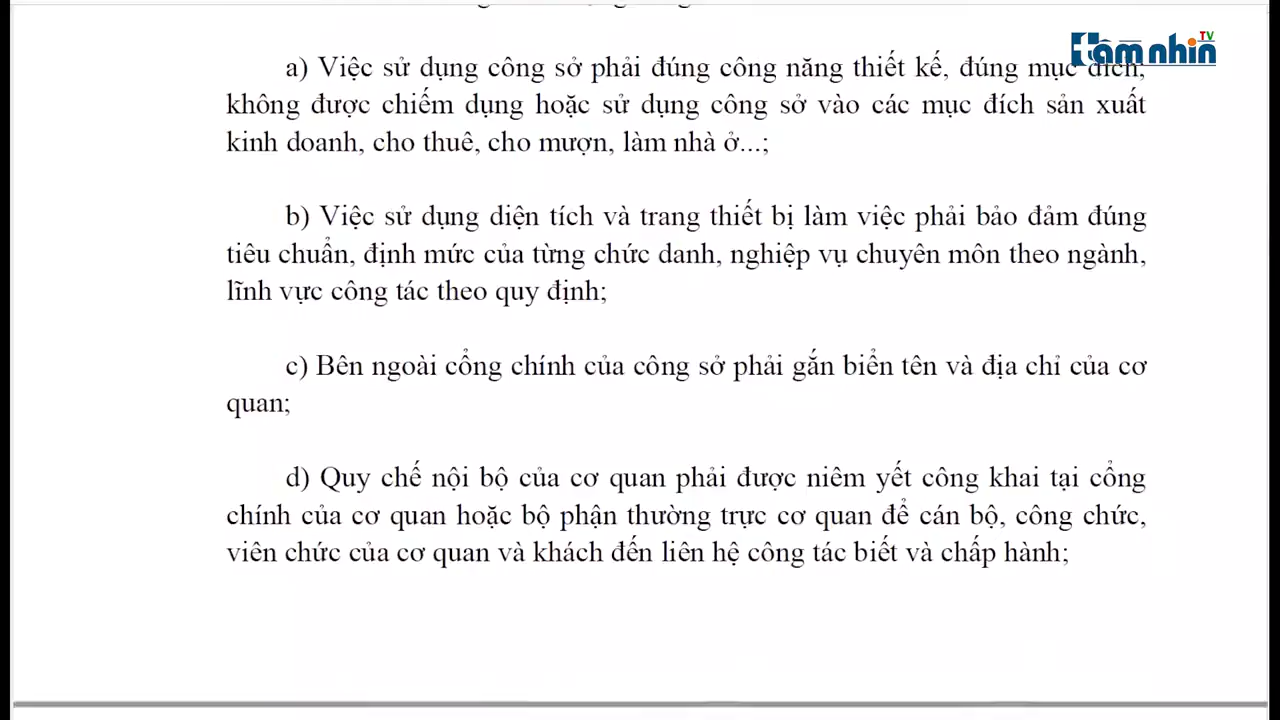 TV
tầm nhìn
a) Việc sử dụng công sở phải đúng công năng thiết kế, đúng mục đích,
không được chiếm dụng hoặc sử dụng công sở vào các mục đích sản xuất
kinh doanh, cho thuê, cho mượn, làm nhà ở...;
b) Việc sử dụng diện tích và trang thiết bị làm việc phải bảo đảm đúng
tiêu chuẩn, định mức của từng chức danh, nghiệp vụ chuyên môn theo ngành,
lĩnh vực công tác theo quy định;
c) Bên ngoài cổng chính của công sở phải gắn biển tên và địa chỉ của cơ
quan;
d) Quy chế nội bộ của cơ quan phải được niêm yết công khai tại cổng
chính của cơ quan hoặc bộ phận thường trực cơ quan để cán bộ, công chức,
viên chức của cơ quan và khách đến liên hệ công tác biết và chấp hành;